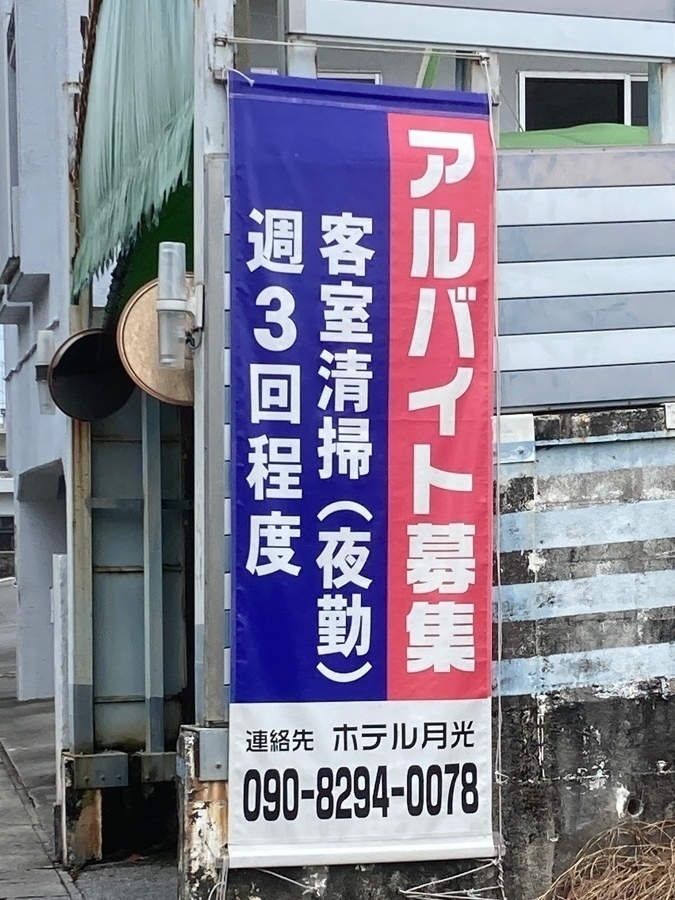 アルバイト募集
客室清掃（夜勤）
週3回程度
連絡先 ホテル月光
090-8294-0078